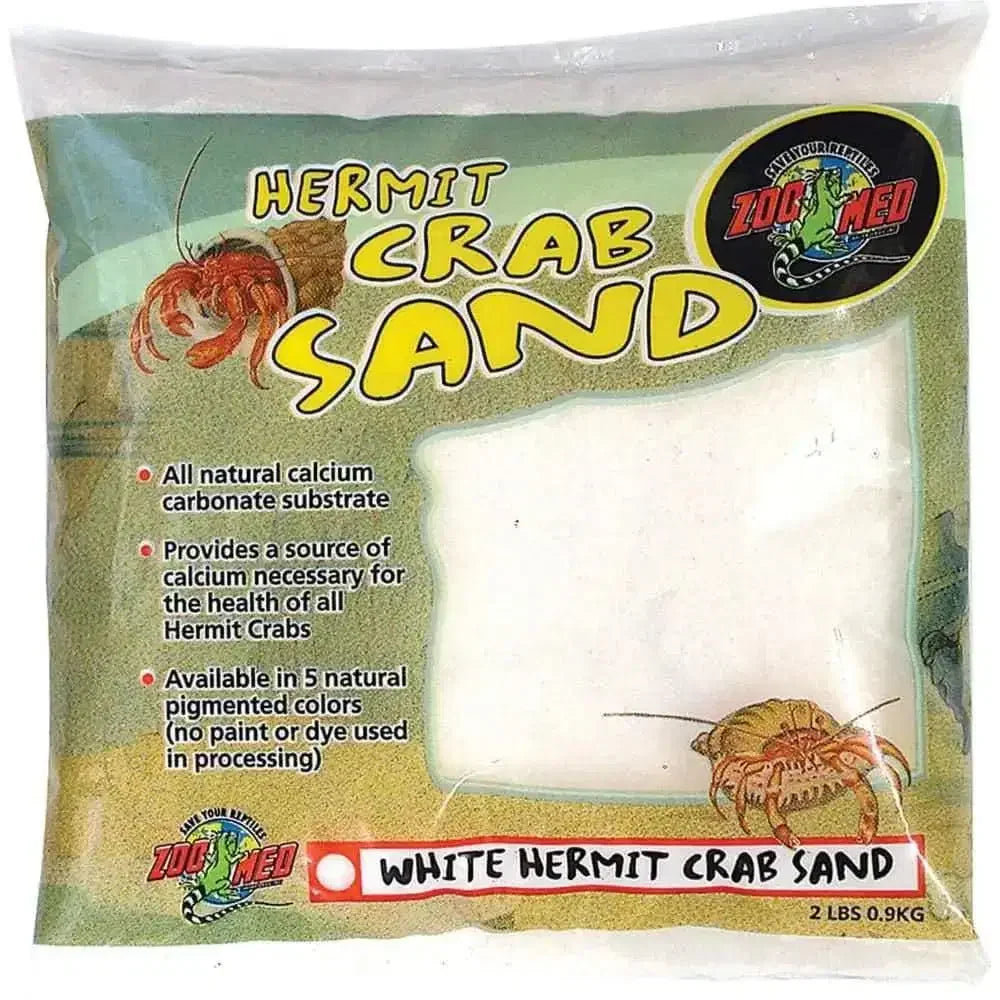 HERMIT
CRAB
SAND
SAVE YOUR REPTILES
ZOO MED
• All natural calcium
carbonate substrate
• Provides a source of
calcium necessary for
the health of all
Hermit Crabs
• Available in 5 natural
pigmented colors
(no paint or dye used
in processing)
SAVE YOUR REPTILES
ZOO MED
WHITE HERMIT CRAB SAND
2 LBS 0.9KG